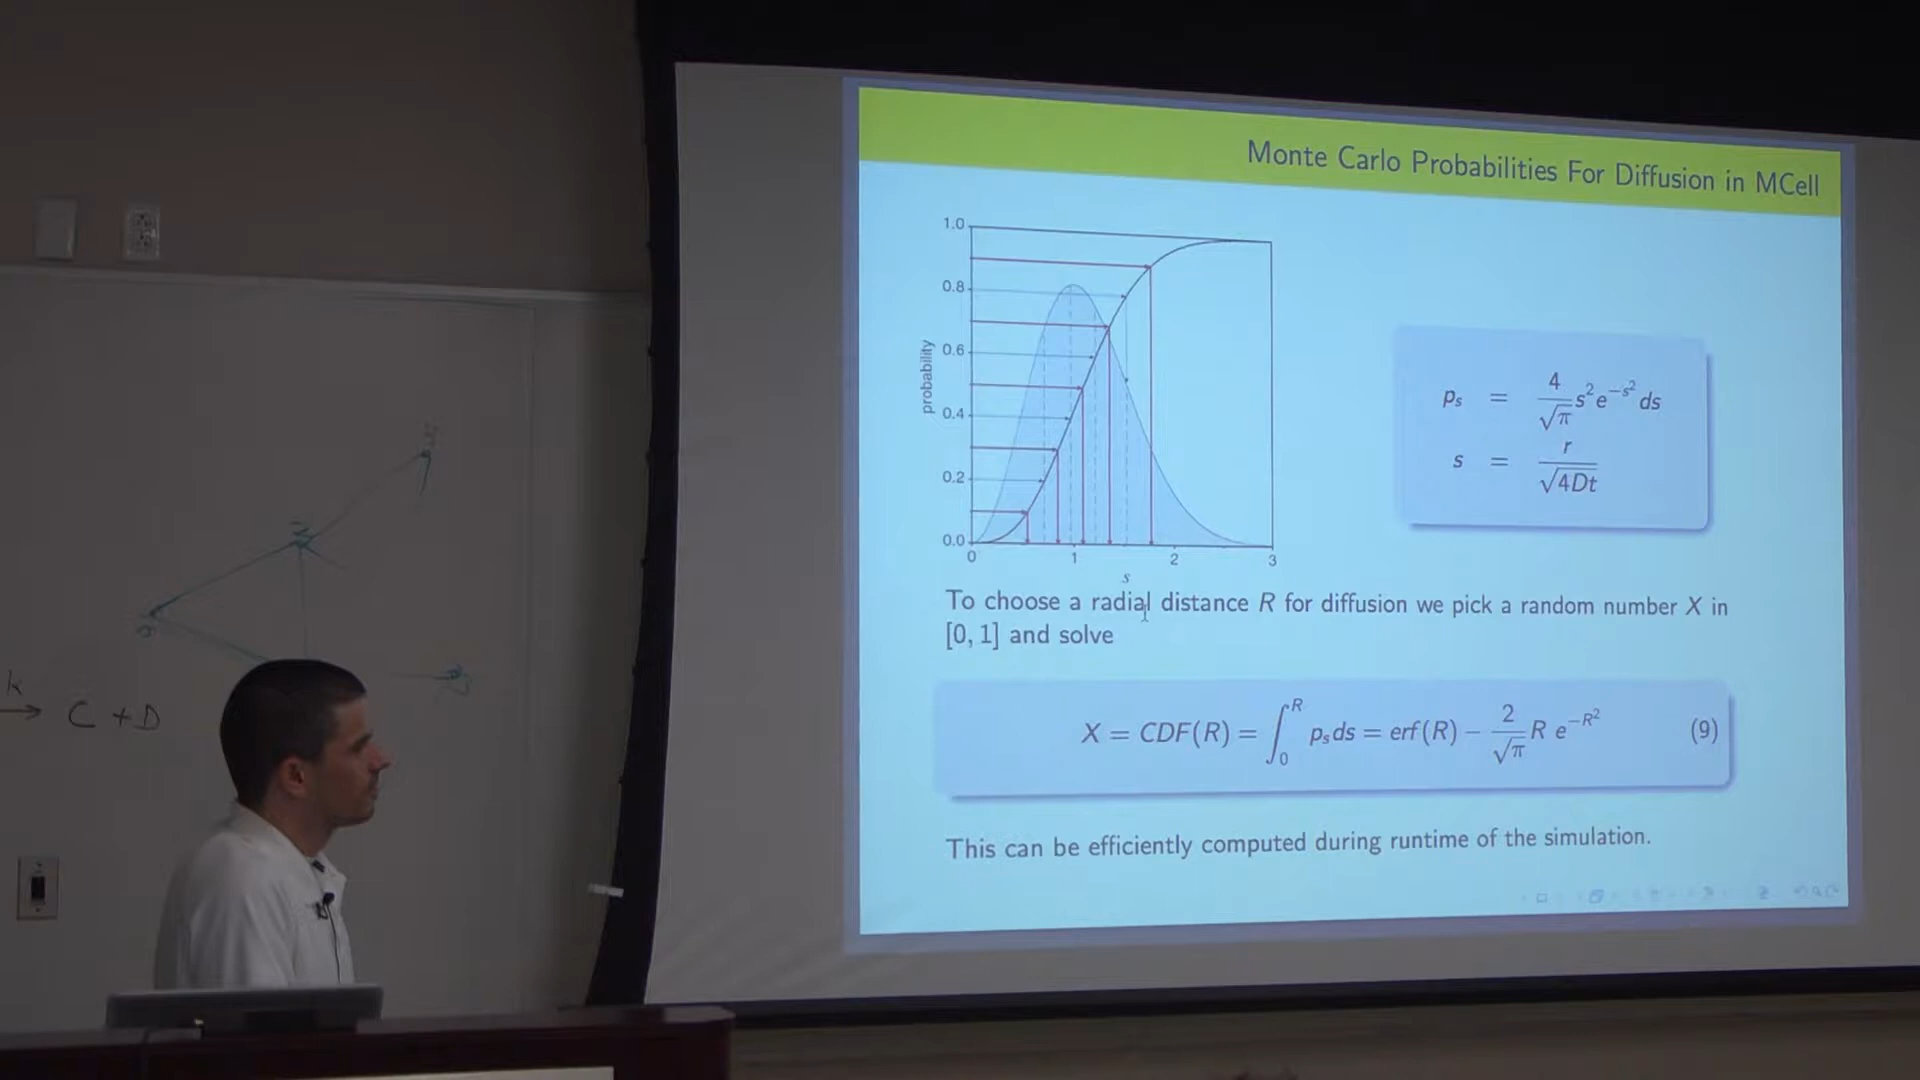 Monte Carlo Probabilities For Diffusion in MCell
1.0
0.8
0.6
0.4
0.2
0.0
probability
0 1 2 3
s
p_s = 4/√π s² e^{-s²} ds
s = r/√4Dt
To choose a radial distance R for diffusion we pick a random number X in
[0, 1] and solve
X = CDF(R) = ∫₀ᴿ p_s ds = erf(R) − 2/√π R e^{-R²} (9)
This can be efficiently computed during runtime of the simulation.
k
→ C + D